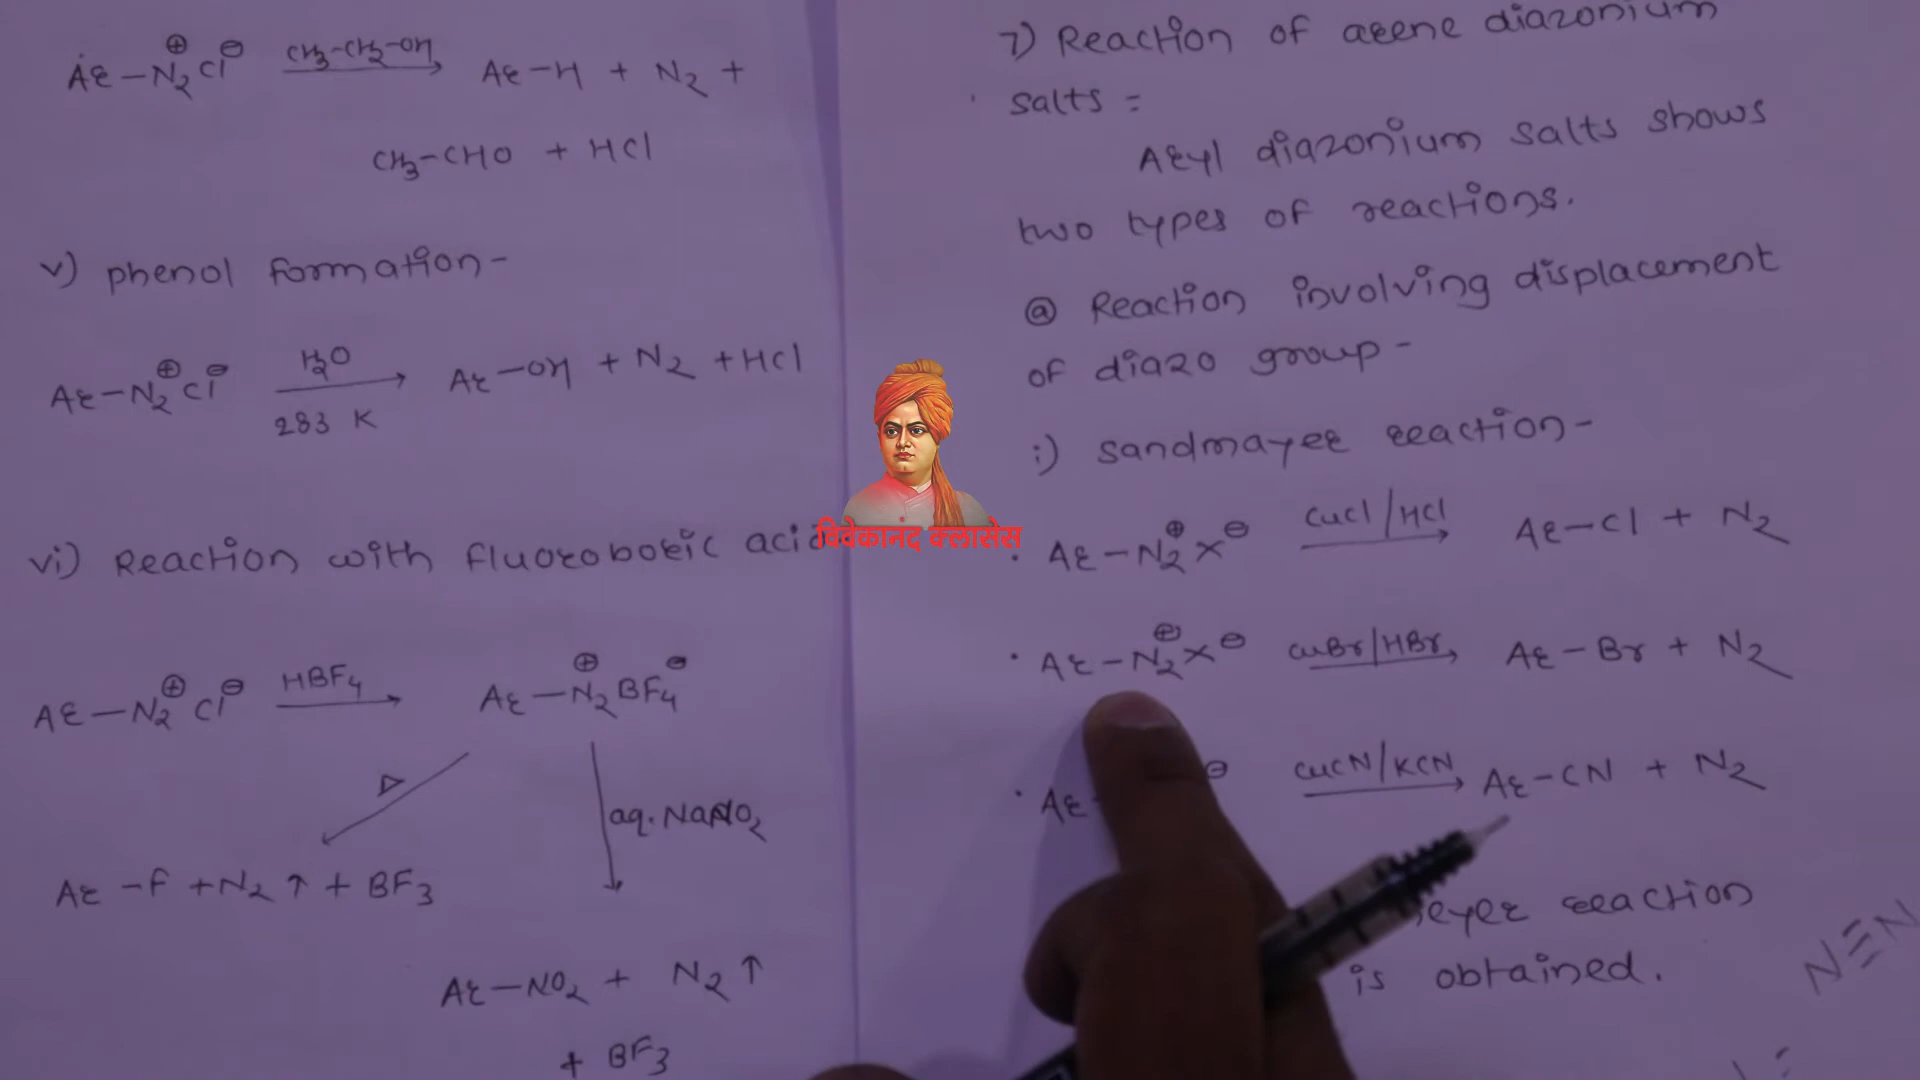 Ar-N₂⊕Cl⊖ CH₃-CH₂-OH → Ar-H + N₂ +
CH₃-CHO + HCl
v) phenol formation-
Ar-N₂⊕Cl⊖ H₂O → Ar-OH + N₂ + HCl
283 K
vi) Reaction with fluoroboric acid
Ar-N₂⊕Cl⊖ HBF₄ → Ar-N₂⊕BF₄⊖
Δ
aq. NaNO₂
Ar-F + N₂ ↑ + BF₃
Ar-NO₂ + N₂ ↑
+ BF₃
विवेकानंद क्लासेस
7) Reaction of arene diazonium
salts =
Aryl diazonium salts shows
two types of reactions.
@ Reaction involving displacement
of diazo group-
i) sandmayer reaction-
Ar-N₂⊕X⊖ CuCl/HCl → Ar-Cl + N₂
Ar-N₂⊕X⊖ CuBr/HBr → Ar-Br + N₂
Ar- ⊖ CuCN/KCN → Ar-CN + N₂
reaction
is obtained.
N≡N